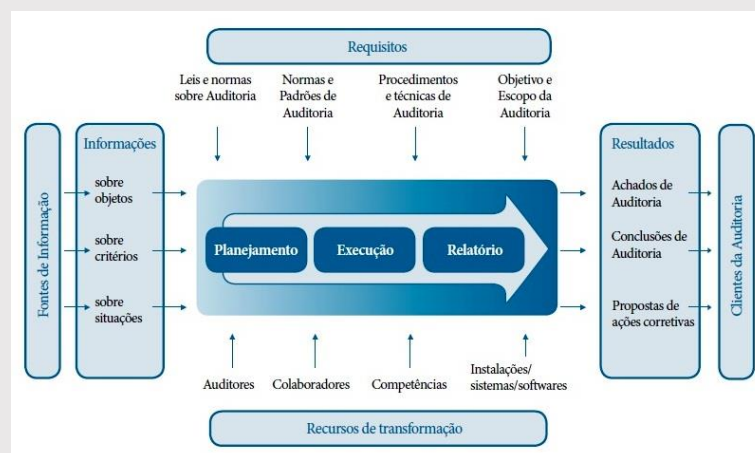 Requisitos
Leis e normas
sobre Auditoria
Normas e
Padrões de
Auditoria
Procedimentos
e técnicas de
Auditoria
Objetivo e
Escopo da
Auditoria
Fontes de Informação
Informações
sobre
objetos
sobre
critérios
sobre
situações
Planejamento
Execução
Relatório
Resultados
Achados de
Auditoria
Conclusões de
Auditoria
Propostas de
ações corretivas
Clientes da Auditoria
Auditores
Colaboradores
Competências
Instalações/
sistemas/softwares
Recursos de transformação